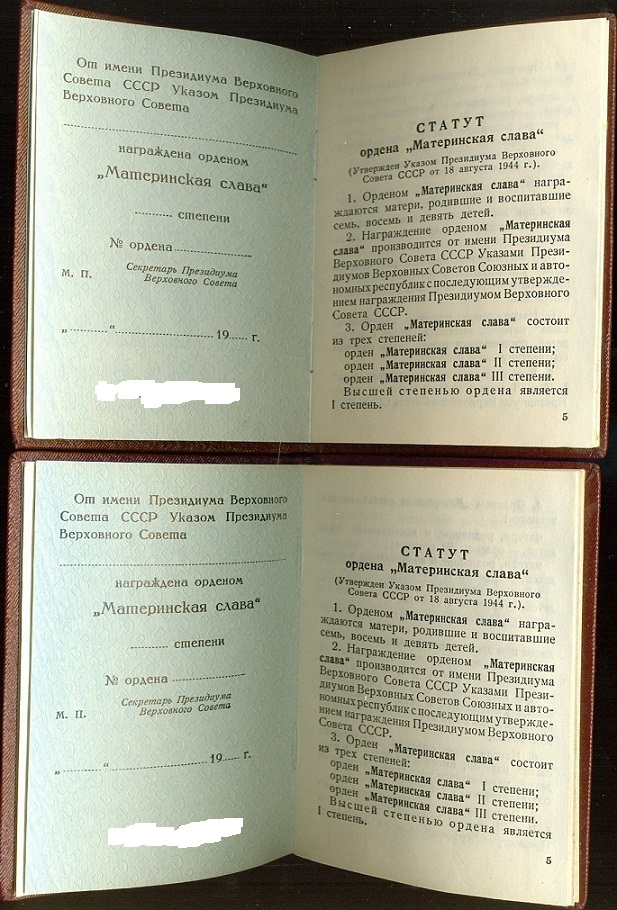 От имени Президиума Верховного
Совета СССР Указом Президиума
Верховного Совета
награждена орденом
„Материнская слава“
степени
№ ордена
М. П.
Секретарь Президиума
Верховного Совета
„ “ 19 г.
СТАТУТ
ордена „Материнская слава“
(Утвержден Указом Президиума Верховного
Совета СССР от 18 августа 1944 г.).
1. Орденом „Материнская слава“ награ-
ждаются матери, родившие и воспитавшие
семь, восемь и девять детей.
2. Награждение орденом „Материнская
слава“ производится от имени Президиума
Верховного Совета СССР Указами Прези-
диумов Верховных Советов Союзных и авто-
номных республик с последующим утвержде-
нием награждения Президиумом Верховного
Совета СССР.
3. Орден „Материнская слава“ состоит
из трех степеней:
орден „Материнская слава“ I степени;
орден „Материнская слава“ II степени;
орден „Материнская слава“ III степени.
Высшей степенью ордена является
I степень.
5
От имени Президиума Верховного
Совета СССР Указом Президиума
Верховного Совета
награждена орденом
„Материнская слава“
степени
№ ордена
М. П.
Секретарь Президиума
Верховного Совета
„ “ 19 г.
СТАТУТ
ордена „Материнская слава“
(Утвержден Указом Президиума Верховного
Совета СССР от 18 августа 1944 г.).
1. Орденом „Материнская слава“ награ-
ждаются матери, родившие и воспитавшие
семь, восемь и девять детей.
2. Награждение орденом „Материнская
слава“ производится от имени Президиума
Верховного Совета СССР Указами Прези-
диумов Верховных Советов Союзных и авто-
номных республик с последующим утвержде-
нием награждения Президиумом Верховного
Совета СССР.
3. Орден „Материнская слава“ состоит
из трех степеней:
орден „Материнская слава“ I степени;
орден „Материнская слава“ II степени;
орден „Материнская слава“ III степени.
Высшей степенью ордена является
I степень.
5